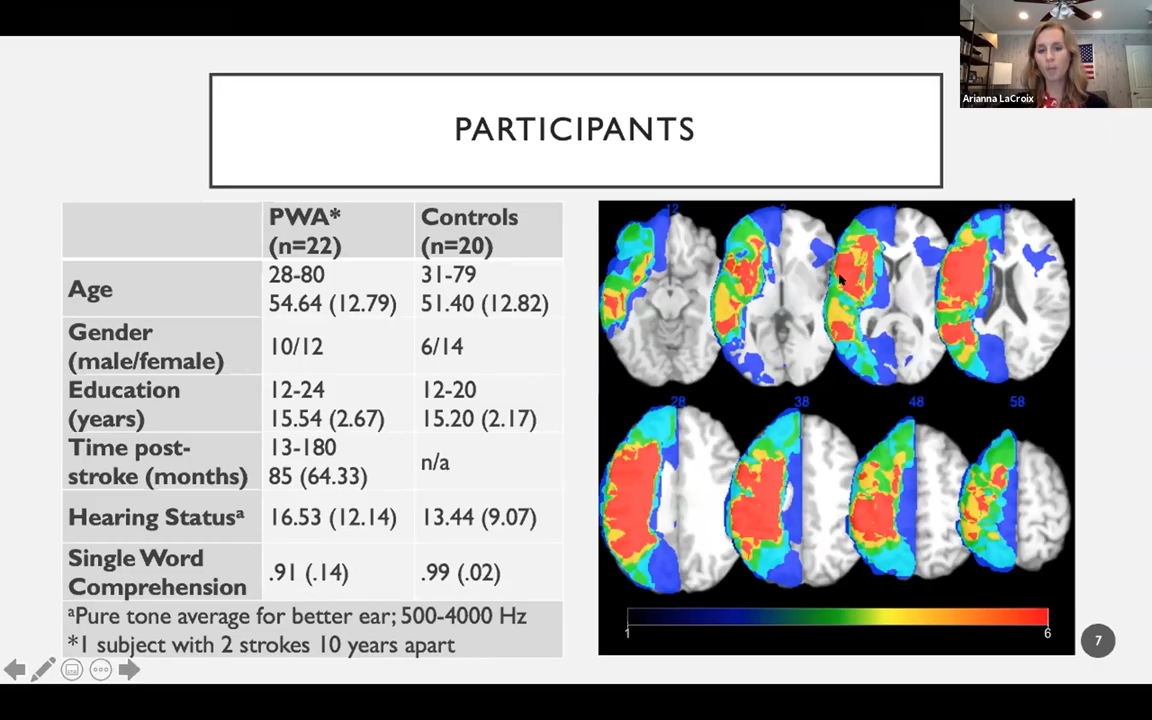 Arianna LaCroix
PARTICIPANTS
PWA*
(n=22)
Controls
(n=20)
Age
28-80
54.64 (12.79)
31-79
51.40 (12.82)
Gender
(male/female)
10/12
6/14
Education
(years)
12-24
15.54 (2.67)
12-20
15.20 (2.17)
Time post-
stroke (months)
13-180
85 (64.33)
n/a
Hearing Statusᵃ
16.53 (12.14)
13.44 (9.07)
Single Word
Comprehension
.91 (.14)
.99 (.02)
ᵃPure tone average for better ear; 500-4000 Hz
*1 subject with 2 strokes 10 years apart
28
38
48
58
1
6
7